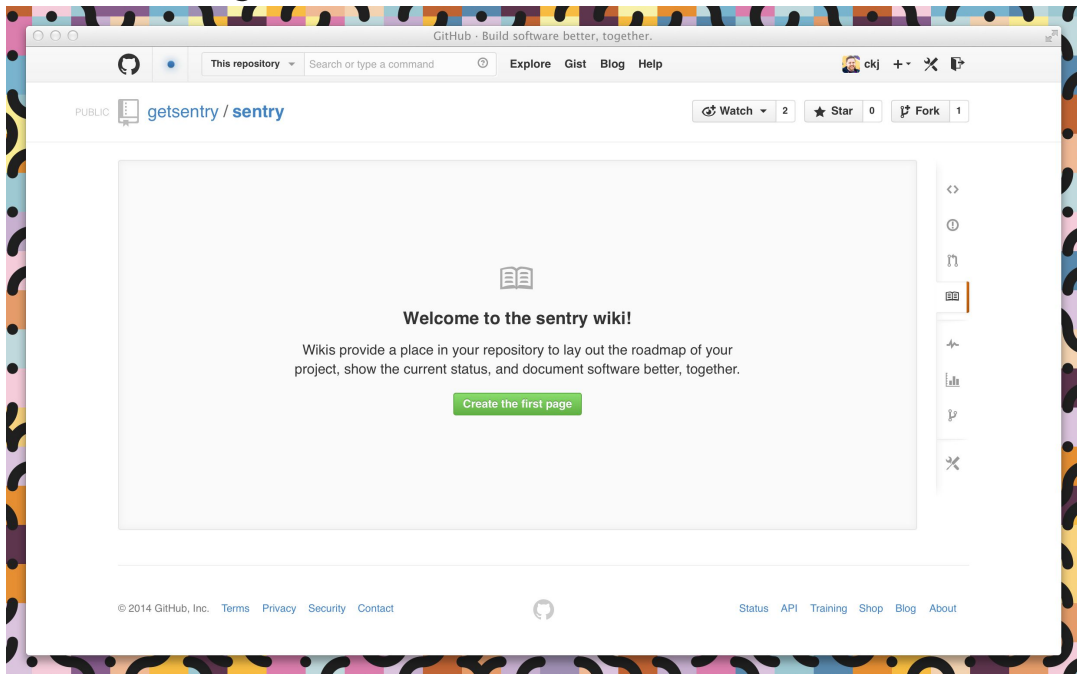 GitHub · Build software better, together.
This repository Search or type a command Explore Gist Blog Help ckj
PUBLIC getsentry / sentry Watch 2 Star 0 Fork 1
Welcome to the sentry wiki!
Wikis provide a place in your repository to lay out the roadmap of your
project, show the current status, and document software better, together.
Create the first page
© 2014 GitHub, Inc. Terms Privacy Security Contact Status API Training Shop Blog About